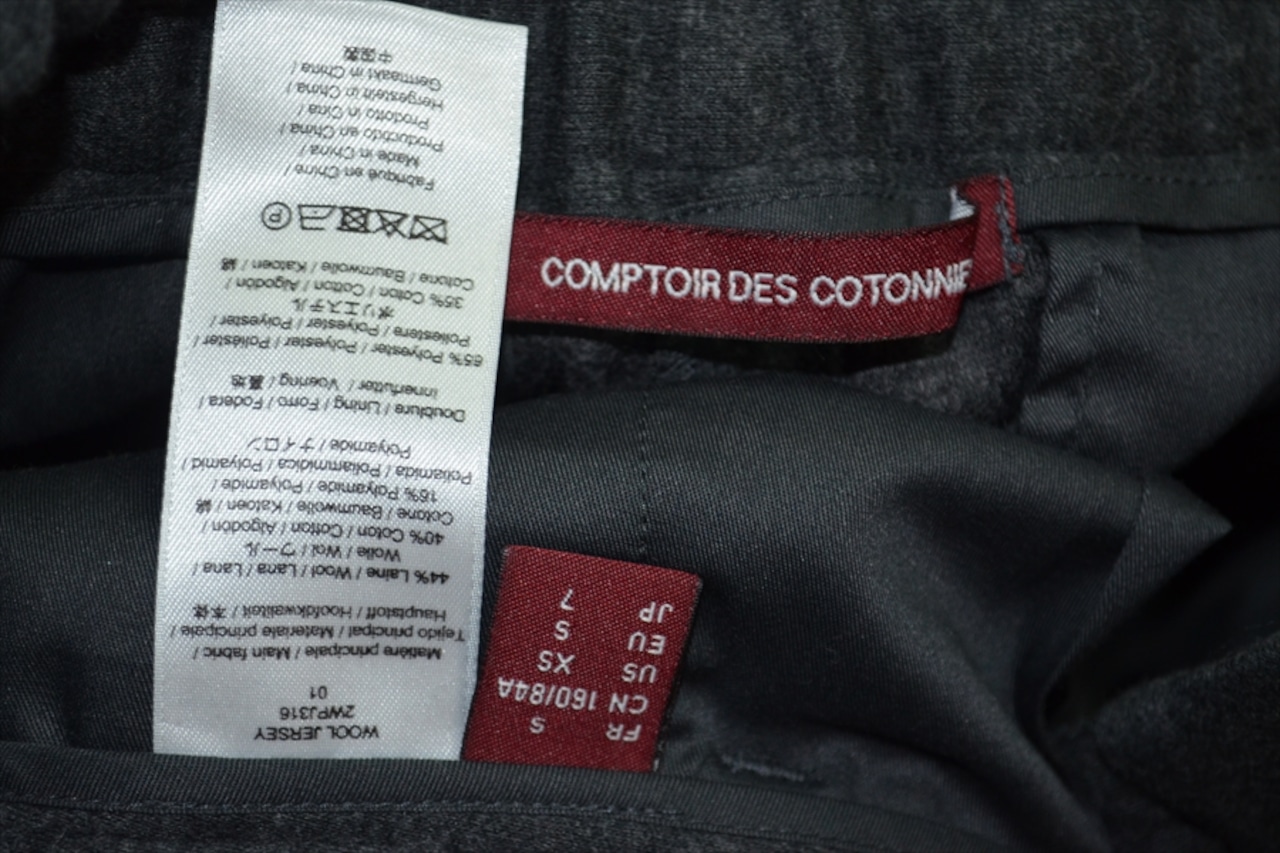 COMPTOIR DES COTONNIE
WOOL JERSEY
2WPJ316
01
Matière principale / Main fabric /
Tejido principal / Materiale principale /
Hauptstoff / Hoofdkwaliteit / 本体
44% Laine / Wool / Lana / Lana /
Wolle / Wol / ウール
40% Coton / Cotton / Algodón /
Cotone / Baumwolle / Katoen / 綿
16% Polyamide / Polyamide /
Poliamida / Poliammidica / Polyamid /
Polyamide / ナイロン
Doublure / Lining / Forro / Fodera /
Innenfutter / Voering / 裏地
65% Polyester / Polyester / Poliéster /
Poliestere / Polyester / Polyester /
ポリエステル
35% Coton / Cotton / Algodón /
Cotone / Baumwolle / Katoen / 綿
P
Fabriqué en Chine /
Made in China /
Producido en China /
Prodotto in Cina /
Hergestellt in China /
Gemaakt in China /
中国製
FR S
CN 160/84A
US XS
EU S
JP 7